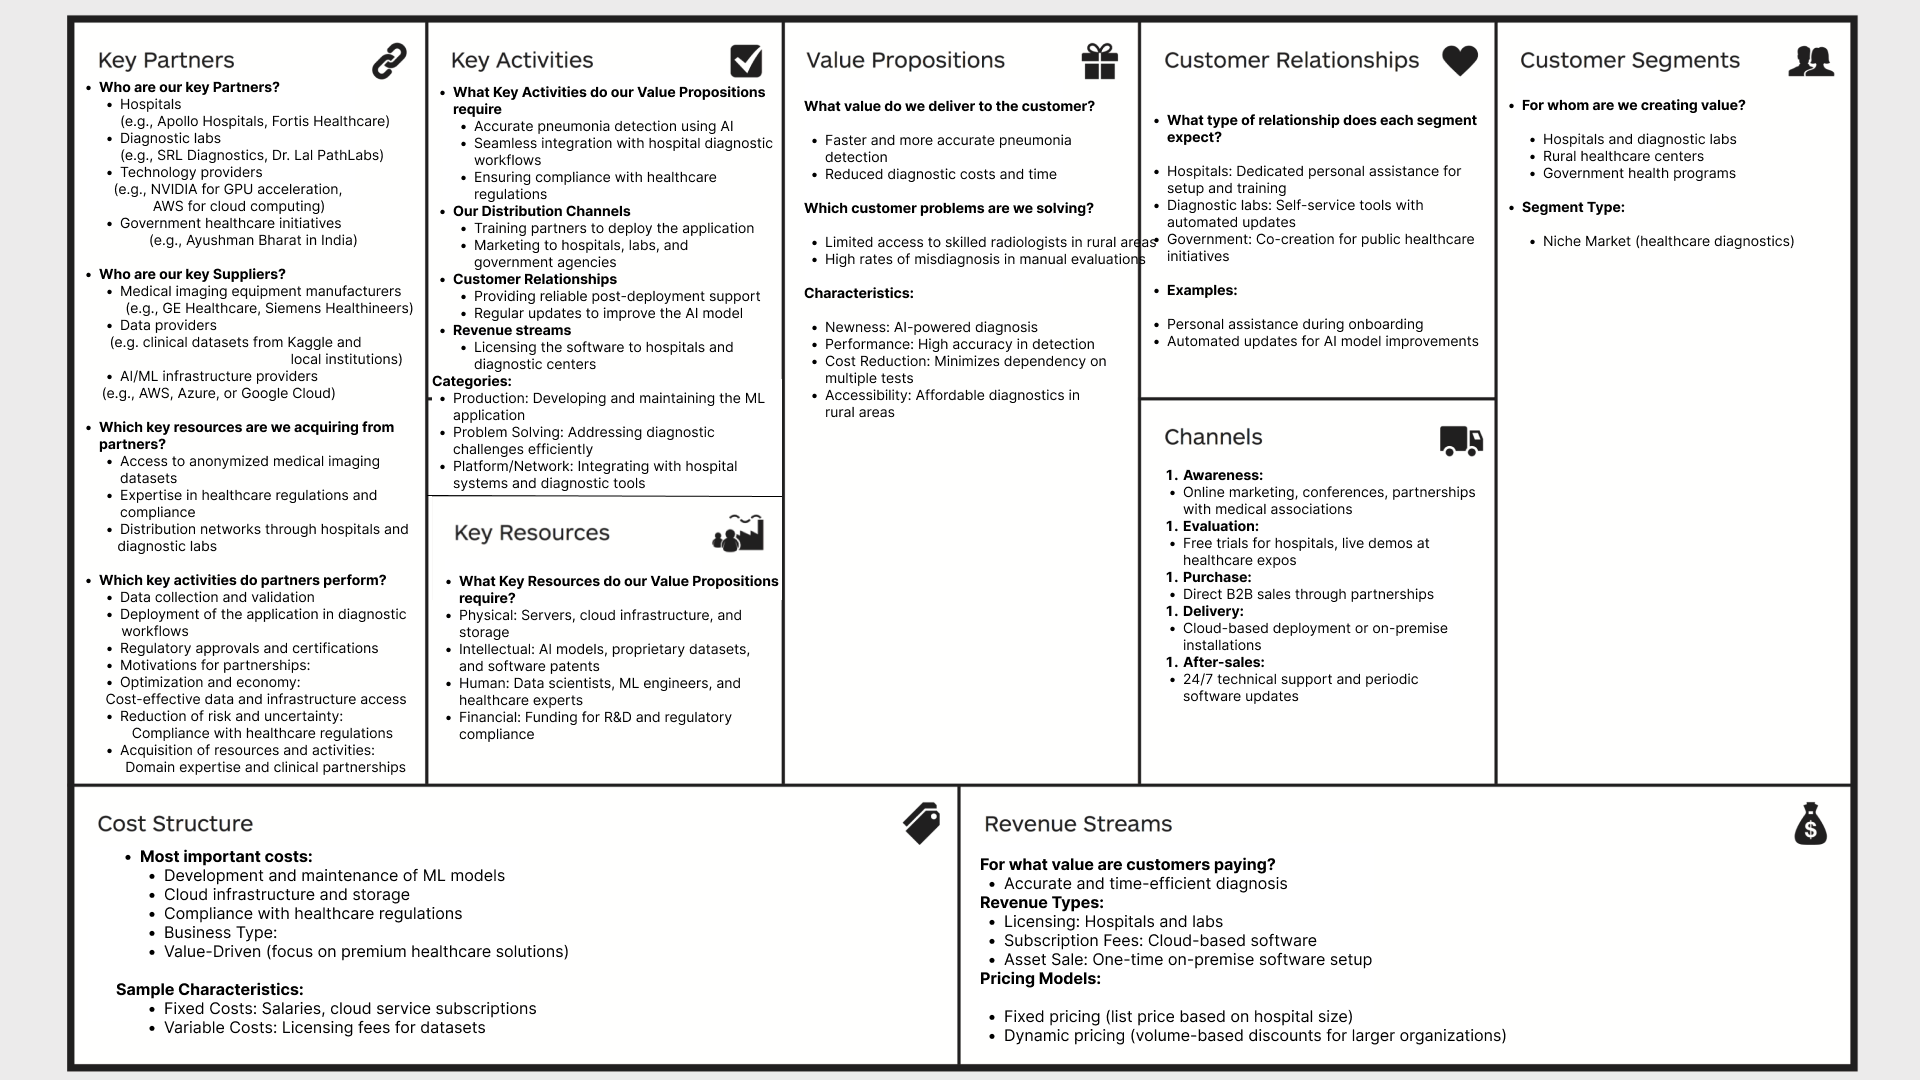 Key Partners
• Who are our key Partners?
• Hospitals
(e.g., Apollo Hospitals, Fortis Healthcare)
• Diagnostic labs
(e.g., SRL Diagnostics, Dr. Lal PathLabs)
• Technology providers
(e.g., NVIDIA for GPU acceleration,
AWS for cloud computing)
• Government healthcare initiatives
(e.g., Ayushman Bharat in India)
• Who are our key Suppliers?
• Medical imaging equipment manufacturers
(e.g., GE Healthcare, Siemens Healthineers)
• Data providers
(e.g. clinical datasets from Kaggle and
local institutions)
• AI/ML infrastructure providers
(e.g., AWS, Azure, or Google Cloud)
• Which key resources are we acquiring from
partners?
• Access to anonymized medical imaging
datasets
• Expertise in healthcare regulations and
compliance
• Distribution networks through hospitals and
diagnostic labs
• Which key activities do partners perform?
• Data collection and validation
• Deployment of the application in diagnostic
workflows
• Regulatory approvals and certifications
• Motivations for partnerships:
• Optimization and economy:
Cost-effective data and infrastructure access
• Reduction of risk and uncertainty:
Compliance with healthcare regulations
• Acquisition of resources and activities:
Domain expertise and clinical partnerships
Key Activities
• What Key Activities do our Value Propositions
require
• Accurate pneumonia detection using AI
• Seamless integration with hospital diagnostic
workflows
• Ensuring compliance with healthcare
regulations
• Our Distribution Channels
• Training partners to deploy the application
• Marketing to hospitals, labs, and
government agencies
• Customer Relationships
• Providing reliable post-deployment support
• Regular updates to improve the AI model
• Revenue streams
• Licensing the software to hospitals and
diagnostic centers
Categories:
• Production: Developing and maintaining the ML
application
• Problem Solving: Addressing diagnostic
challenges efficiently
• Platform/Network: Integrating with hospital
systems and diagnostic tools
Key Resources
• What Key Resources do our Value Propositions
require?
• Physical: Servers, cloud infrastructure, and
storage
• Intellectual: AI models, proprietary datasets,
and software patents
• Human: Data scientists, ML engineers, and
healthcare experts
• Financial: Funding for R&D and regulatory
compliance
Value Propositions
What value do we deliver to the customer?
• Faster and more accurate pneumonia
detection
• Reduced diagnostic costs and time
Which customer problems are we solving?
• Limited access to skilled radiologists in rural areas
• High rates of misdiagnosis in manual evaluations
Characteristics:
• Newness: AI-powered diagnosis
• Performance: High accuracy in detection
• Cost Reduction: Minimizes dependency on
multiple tests
• Accessibility: Affordable diagnostics in
rural areas
Customer Relationships
• What type of relationship does each segment
expect?
• Hospitals: Dedicated personal assistance for
setup and training
• Diagnostic labs: Self-service tools with
automated updates
• Government: Co-creation for public healthcare
initiatives
• Examples:
• Personal assistance during onboarding
• Automated updates for AI model improvements
Channels
1. Awareness:
• Online marketing, conferences, partnerships
with medical associations
1. Evaluation:
• Free trials for hospitals, live demos at
healthcare expos
1. Purchase:
• Direct B2B sales through partnerships
1. Delivery:
• Cloud-based deployment or on-premise
installations
1. After-sales:
• 24/7 technical support and periodic
software updates
Customer Segments
• For whom are we creating value?
• Hospitals and diagnostic labs
• Rural healthcare centers
• Government health programs
• Segment Type:
• Niche Market (healthcare diagnostics)
Cost Structure
• Most important costs:
• Development and maintenance of ML models
• Cloud infrastructure and storage
• Compliance with healthcare regulations
• Business Type:
• Value-Driven (focus on premium healthcare solutions)
Sample Characteristics:
• Fixed Costs: Salaries, cloud service subscriptions
• Variable Costs: Licensing fees for datasets
Revenue Streams
$
For what value are customers paying?
• Accurate and time-efficient diagnosis
Revenue Types:
• Licensing: Hospitals and labs
• Subscription Fees: Cloud-based software
• Asset Sale: One-time on-premise software setup
Pricing Models:
• Fixed pricing (list price based on hospital size)
• Dynamic pricing (volume-based discounts for larger organizations)